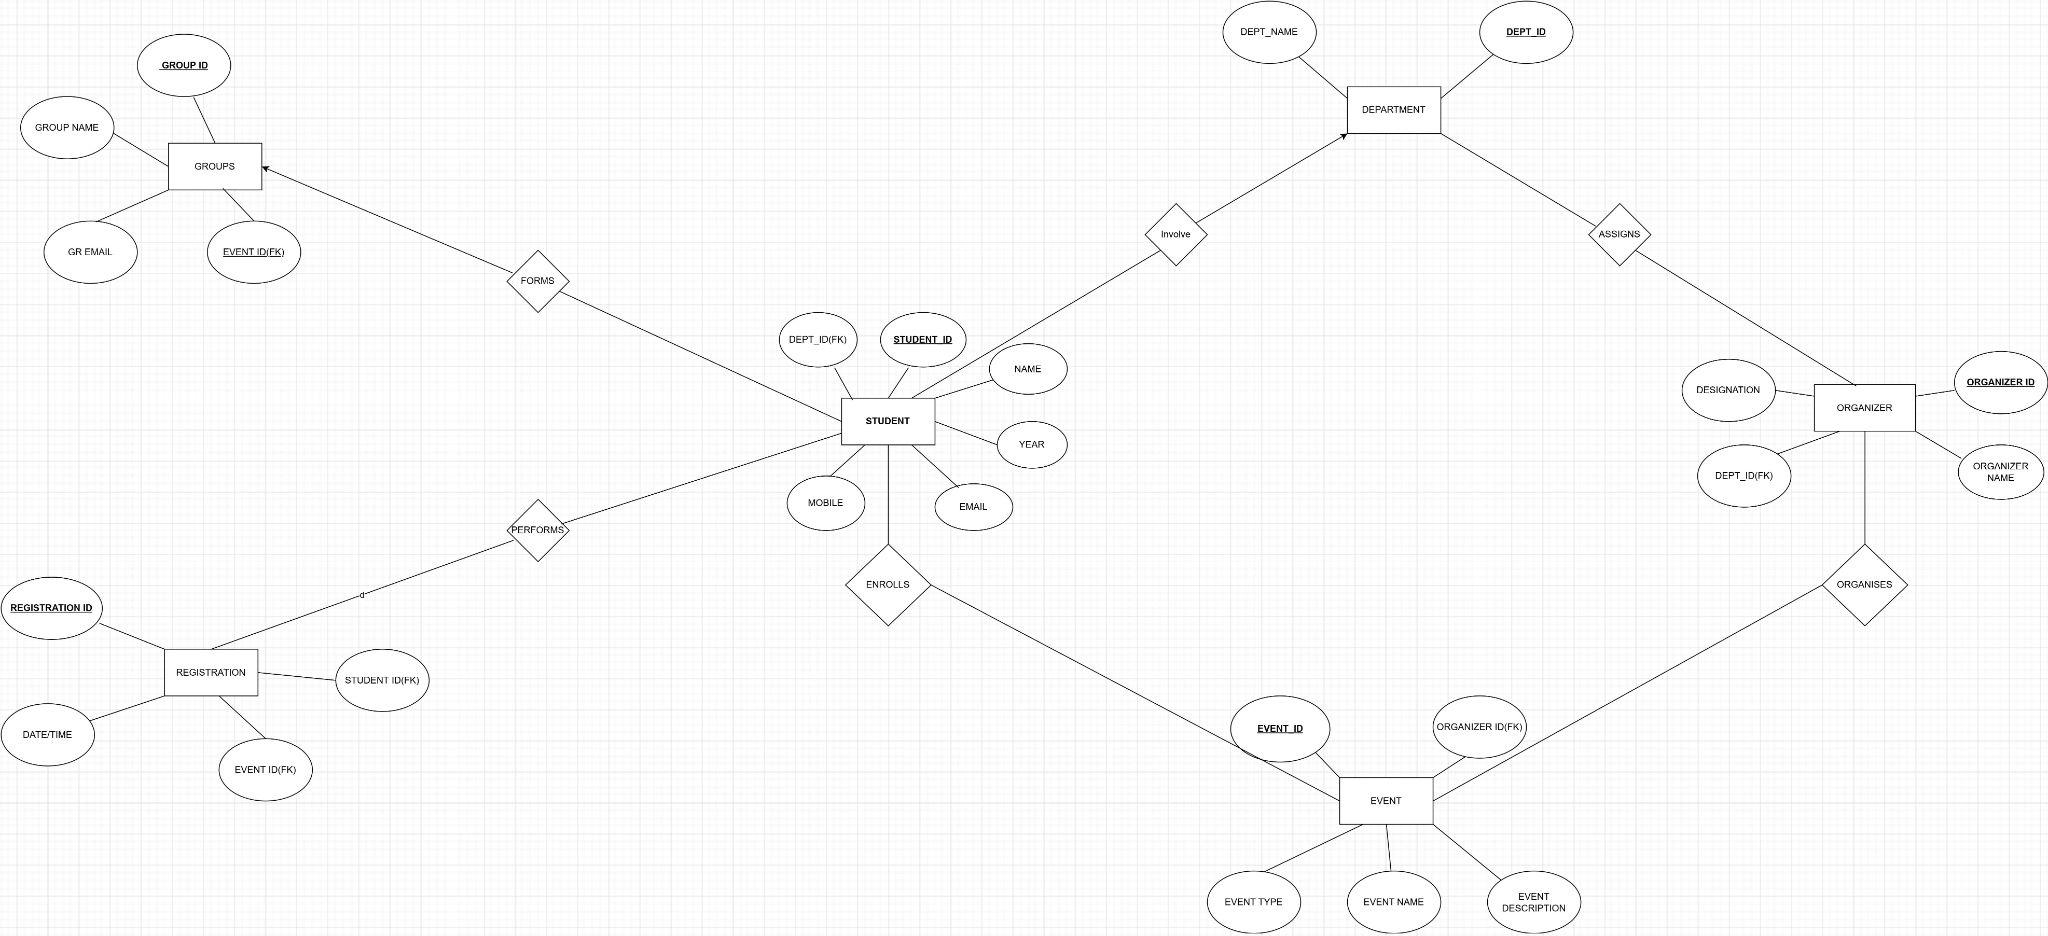 DEPT_NAME
DEPT_ID
GROUP ID
DEPARTMENT
GROUP NAME
GROUPS
Involve
ASSIGNS
GR EMAIL
EVENT ID(FK)
FORMS
DEPT_ID(FK)
STUDENT_ID
NAME
DESIGNATION
ORGANIZER ID
ORGANIZER
STUDENT
YEAR
ORGANIZER
NAME
DEPT_ID(FK)
MOBILE
EMAIL
PERFORMS
ENROLLS
ORGANISES
d
REGISTRATION ID
REGISTRATION
STUDENT ID(FK)
DATE/TIME
EVENT ID(FK)
EVENT_ID
ORGANIZER ID(FK)
EVENT
EVENT TYPE
EVENT NAME
EVENT
DESCRIPTION